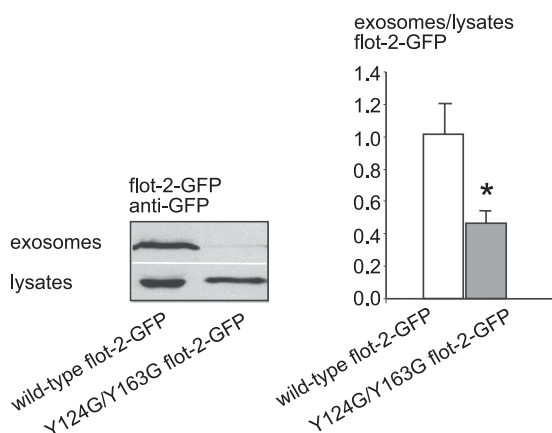 flot-2-GFP
anti-GFP
exosomes
lysates
wild-type flot-2-GFP
Y124G/Y163G flot-2-GFP
exosomes/lysates
flot-2-GFP
1.4
1.2
1.0
0.8
0.6
0.4
0.2
0.0
*
wild-type flot-2-GFP
Y124G/Y163G flot-2-GFP